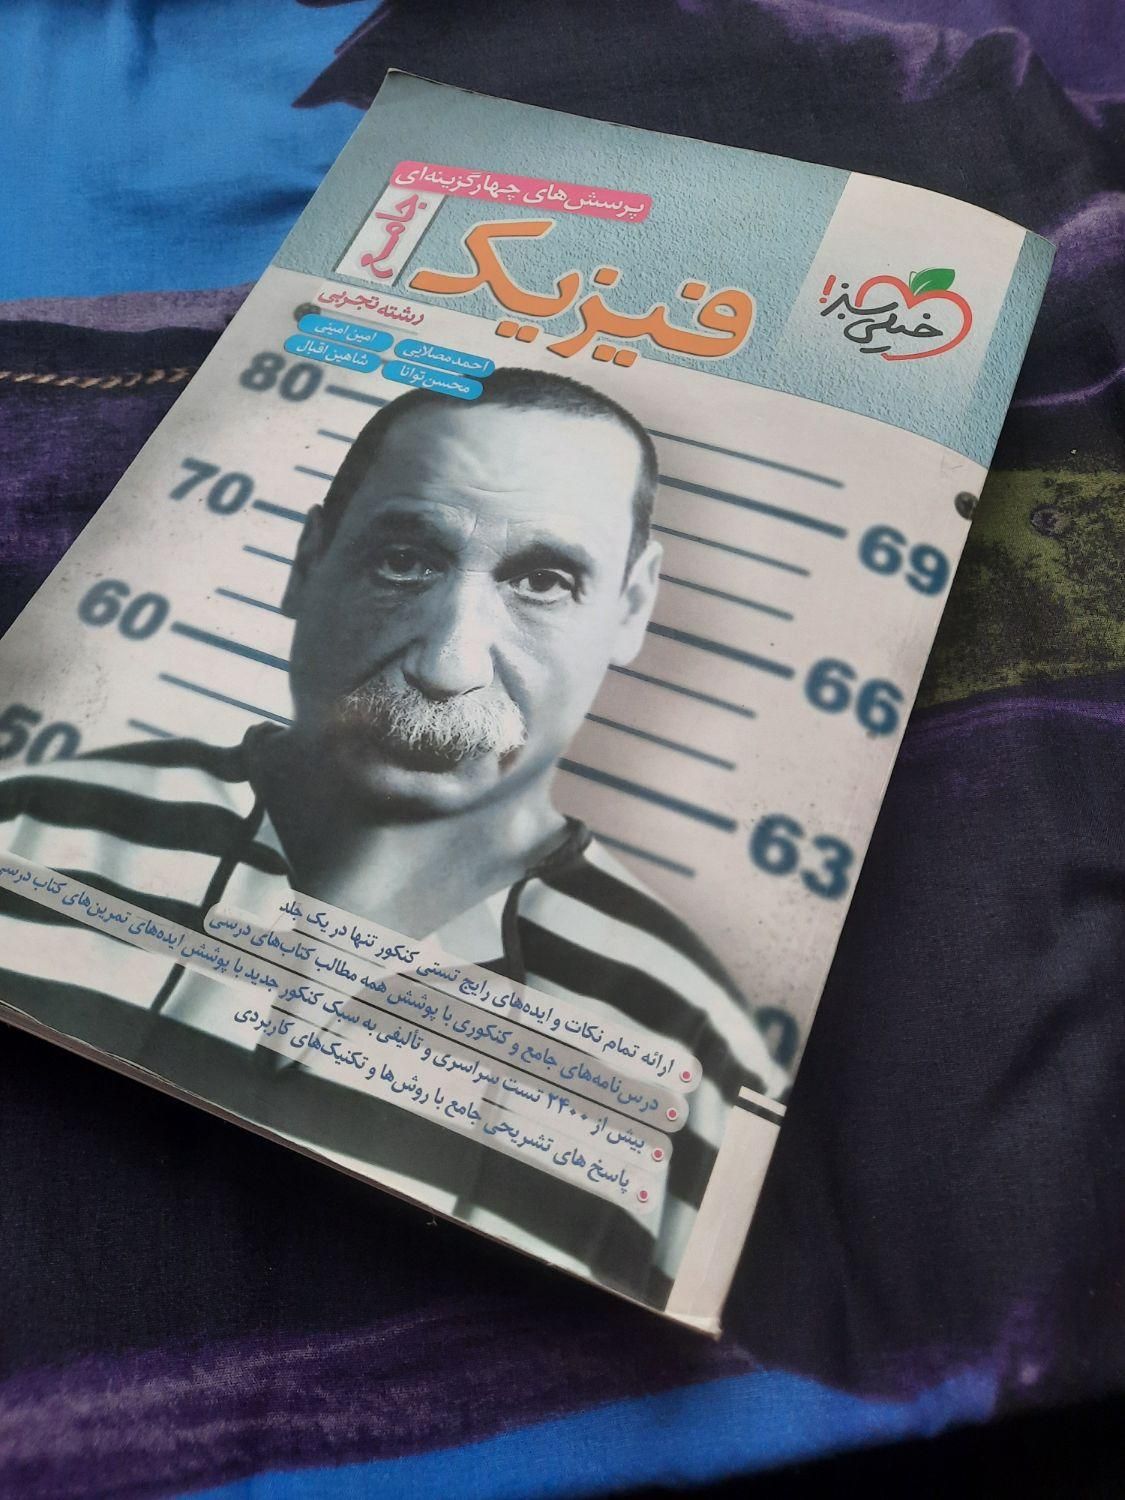 خیلی سبز!
پرسش‌های چهارگزینه‌ای
فیزیک
جامع
رشته تجربی
احمد مصلایی
امین امینی
محسن توانا
شاهین اقبال
80
70
60
50
69
66
63
ارائه تمام نکات و ایده‌های رایج تستی کنکور تنها در یک جلد
درس‌نامه‌های جامع و کنکوری با پوشش همه مطالب کتاب‌های درسی
بیش از ۲۴۰۰ تست سراسری و تألیفی به سبک کنکور جدید با پوشش ایده‌های تمرین‌های کتاب درسی
پاسخ های تشریحی جامع با روش‌ها و تکنیک‌های کاربردی